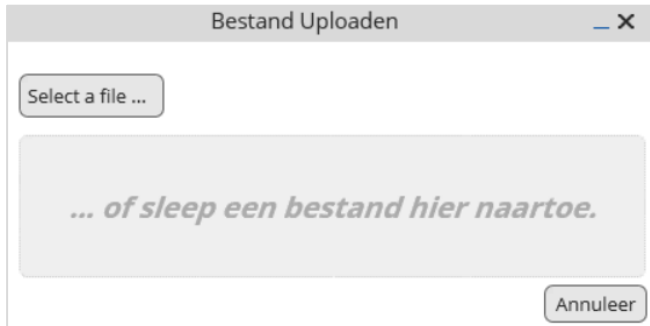 Bestand Uploaden
Select a file ...
... of sleep een bestand hier naartoe.
Annuleer